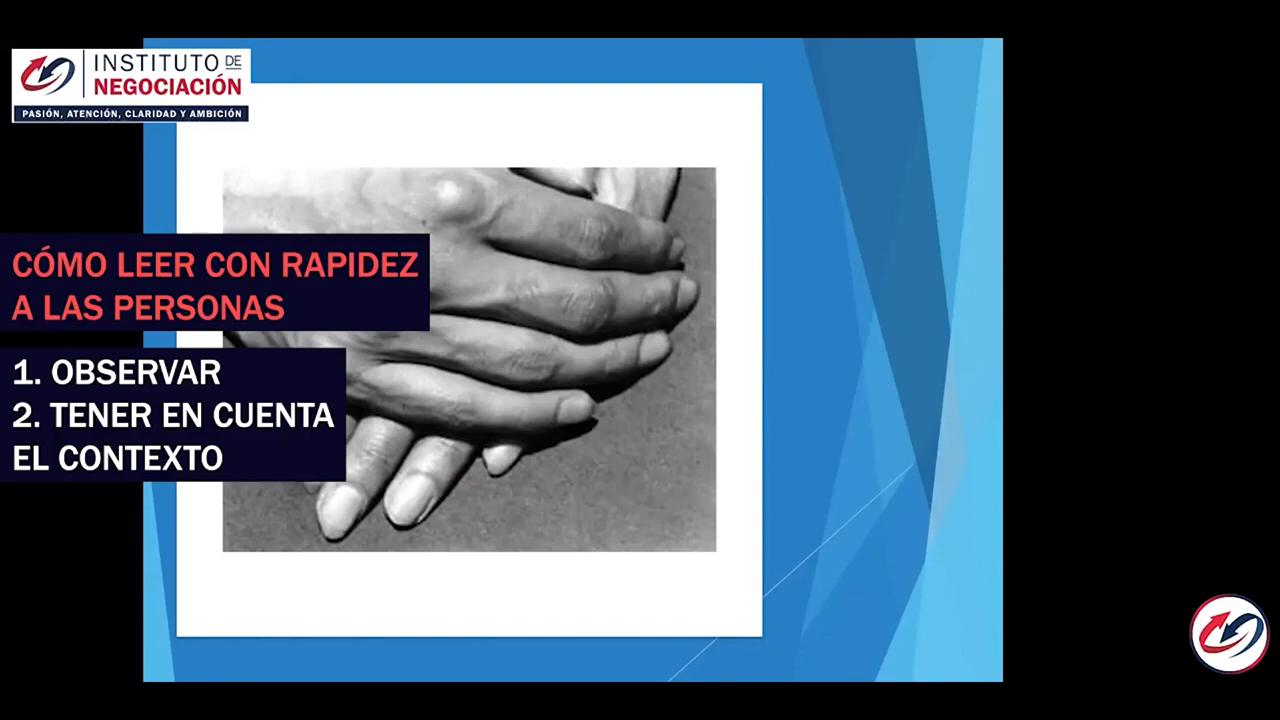 INSTITUTO DE
NEGOCIACIÓN
PASIÓN, ATENCIÓN, CLARIDAD Y AMBICIÓN
CÓMO LEER CON RAPIDEZ
A LAS PERSONAS
1. OBSERVAR
2. TENER EN CUENTA
EL CONTEXTO